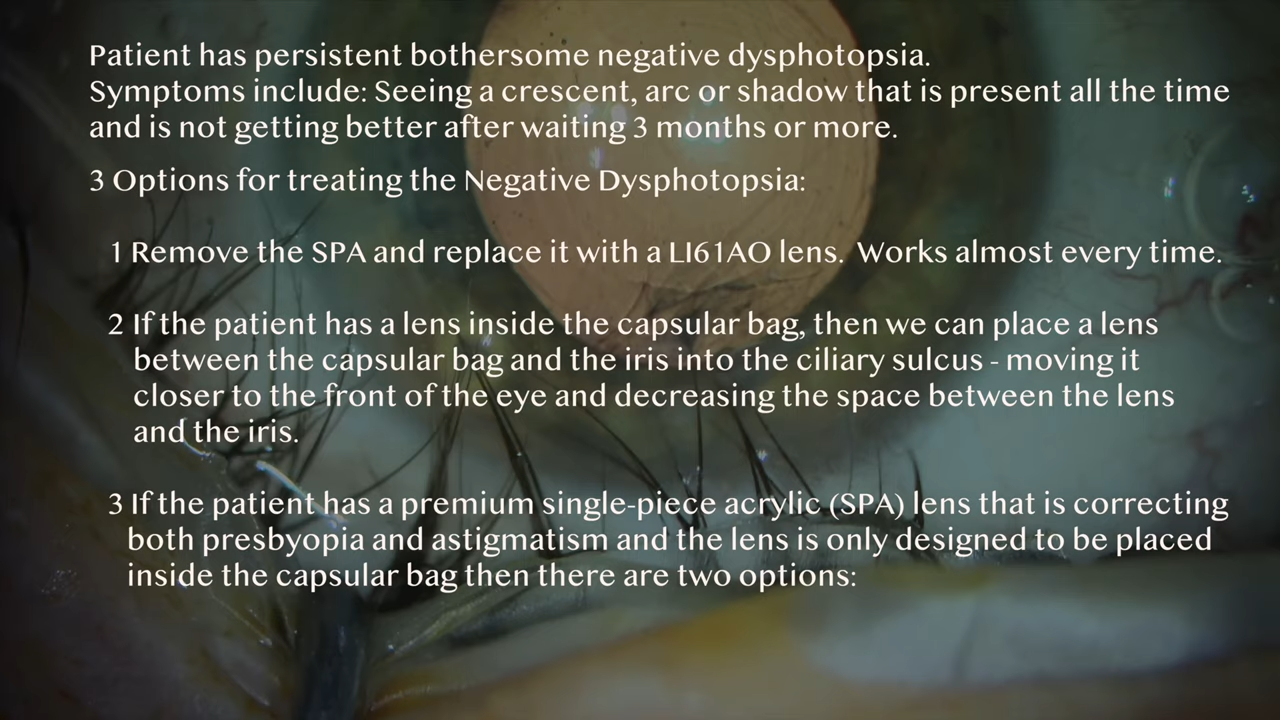 Patient has persistent bothersome negative dysphotopsia.
Symptoms include: Seeing a crescent, arc or shadow that is present all the time
and is not getting better after waiting 3 months or more.
3 Options for treating the Negative Dysphotopsia:
1 Remove the SPA and replace it with a LI61AO lens. Works almost every time.
2 If the patient has a lens inside the capsular bag, then we can place a lens
between the capsular bag and the iris into the ciliary sulcus - moving it
closer to the front of the eye and decreasing the space between the lens
and the iris.
3 If the patient has a premium single-piece acrylic (SPA) lens that is correcting
both presbyopia and astigmatism and the lens is only designed to be placed
inside the capsular bag then there are two options: